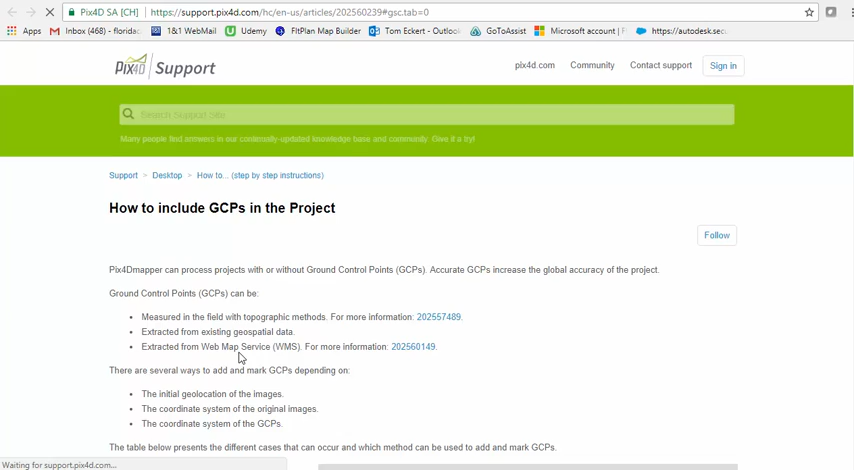 Pix4D SA [CH] https://support.pix4d.com/hc/en-us/articles/202560239#gsc.tab=0
Apps Inbox (468) - floridac 1&1 WebMail Udemy FltPlan Map Builder Tom Eckert - Outlook GoToAssist Microsoft account | P https://autodesk.sec
Pix4D Support
pix4d.com Community Contact support Sign in
Search Support Site
Many people find answers in our continually-updated knowledge base and community. Give it a try!
Support > Desktop > How to... (step by step instructions)
How to include GCPs in the Project
Follow
Pix4Dmapper can process projects with or without Ground Control Points (GCPs). Accurate GCPs increase the global accuracy of the project.
Ground Control Points (GCPs) can be:
• Measured in the field with topographic methods. For more information: 202557489.
• Extracted from existing geospatial data.
• Extracted from Web Map Service (WMS). For more information: 202560149.
There are several ways to add and mark GCPs depending on:
• The initial geolocation of the images.
• The coordinate system of the original images.
• The coordinate system of the GCPs.
The table below presents the different cases that can occur and which method can be used to add and mark GCPs.
Waiting for support.pix4d.com...